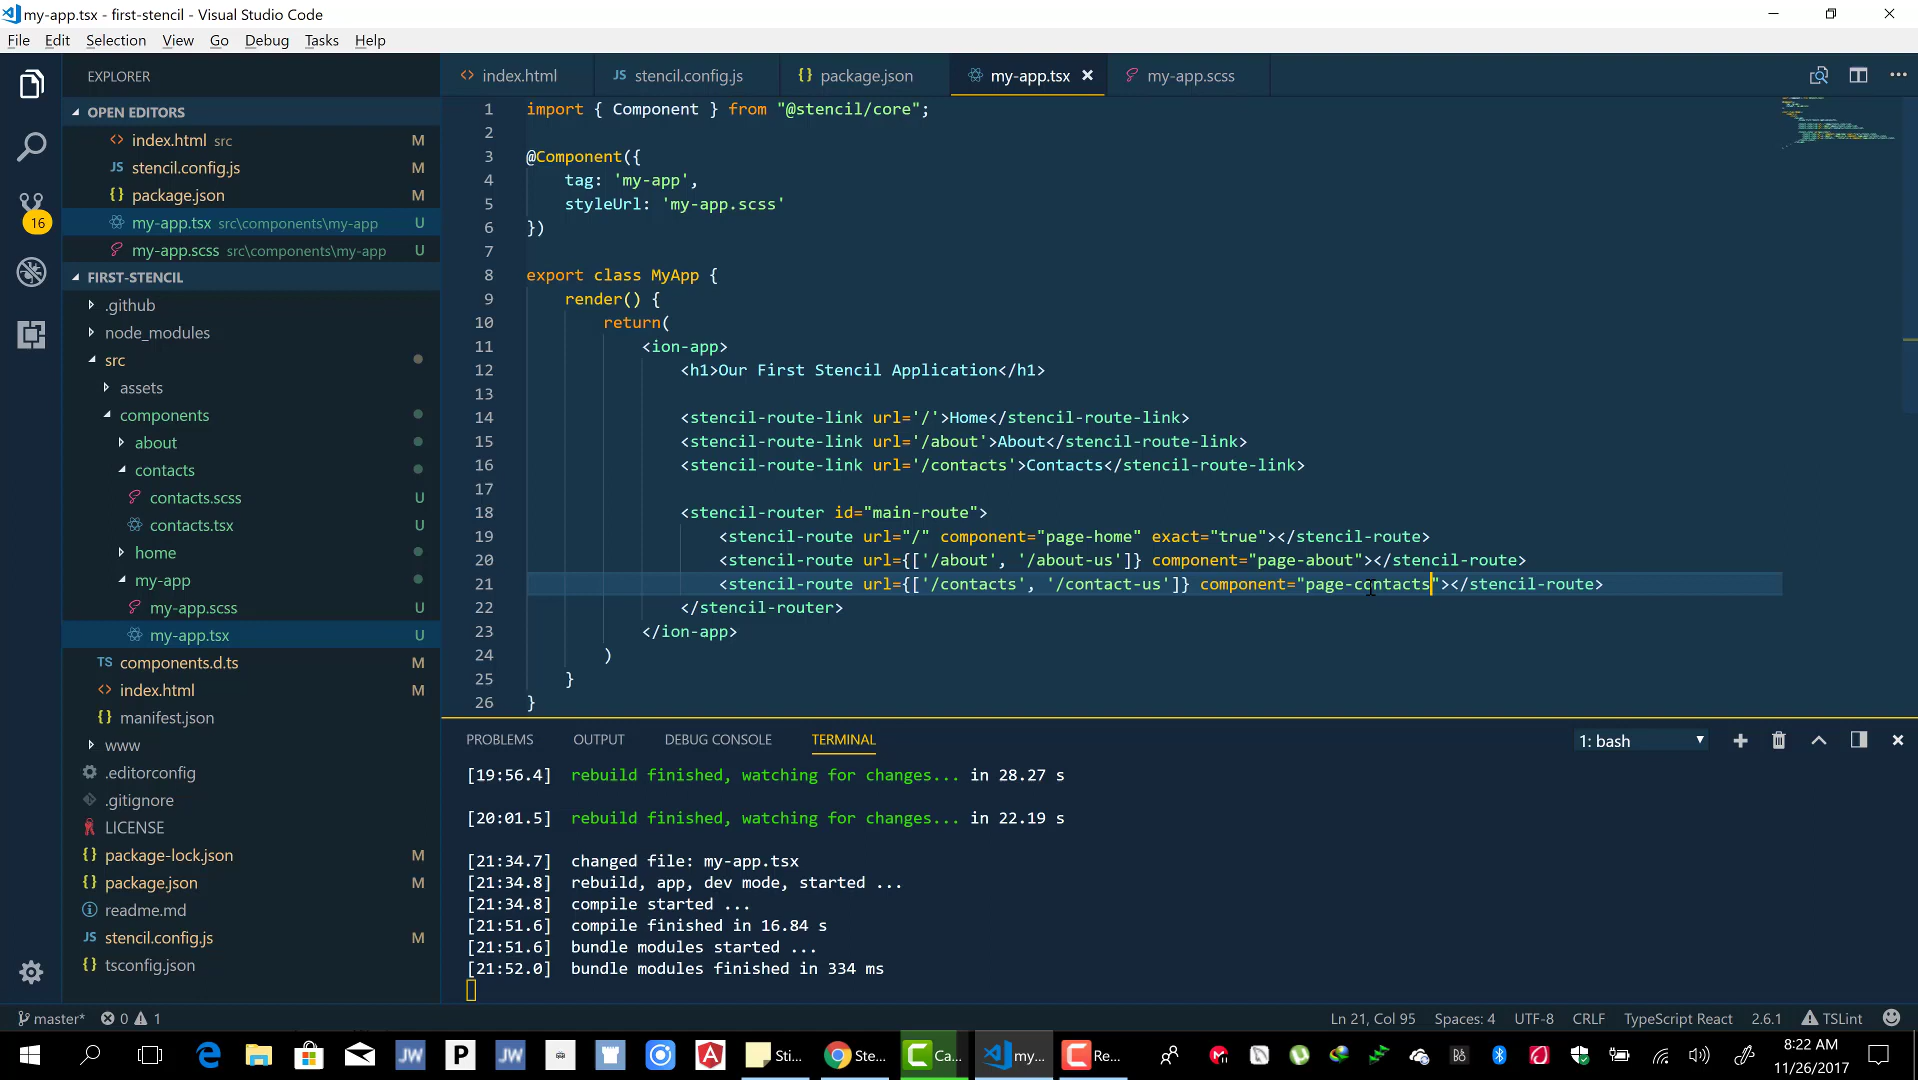 my-app.tsx - first-stencil - Visual Studio Code
File Edit Selection View Go Debug Tasks Help
EXPLORER
OPEN EDITORS
index.html src M
stencil.config.js M
package.json M
my-app.tsx src\components\my-app U
my-app.scss src\components\my-app U
16
FIRST-STENCIL
.github
node_modules
src
assets
components
about
contacts
contacts.scss U
contacts.tsx U
home
my-app
my-app.scss U
my-app.tsx U
TS components.d.ts M
index.html M
manifest.json
www
.editorconfig
.gitignore
LICENSE
package-lock.json M
package.json M
readme.md
JS stencil.config.js M
tsconfig.json
index.html JS stencil.config.js package.json my-app.tsx my-app.scss
1 import { Component } from "@stencil/core";
2
3 @Component({
4 tag: 'my-app',
5 styleUrl: 'my-app.scss'
6 })
7
8 export class MyApp {
9 render() {
10 return(
11 <ion-app>
12 <h1>Our First Stencil Application</h1>
13
14 <stencil-route-link url='/'>Home</stencil-route-link>
15 <stencil-route-link url='/about'>About</stencil-route-link>
16 <stencil-route-link url='/contacts'>Contacts</stencil-route-link>
17
18 <stencil-router id="main-route">
19 <stencil-route url="/" component="page-home" exact="true"></stencil-route>
20 <stencil-route url={['/about', '/about-us']} component="page-about"></stencil-route>
21 <stencil-route url={['/contacts', '/contact-us']} component="page-contacts"></stencil-route>
22 </stencil-router>
23 </ion-app>
24 )
25 }
26 }
PROBLEMS OUTPUT DEBUG CONSOLE TERMINAL 1: bash
[19:56.4] rebuild finished, watching for changes... in 28.27 s
[20:01.5] rebuild finished, watching for changes... in 22.19 s
[21:34.7] changed file: my-app.tsx
[21:34.8] rebuild, app, dev mode, started ...
[21:34.8] compile started ...
[21:51.6] compile finished in 16.84 s
[21:51.6] bundle modules started ...
[21:52.0] bundle modules finished in 334 ms
master* 0 1 Ln 21, Col 95 Spaces: 4 UTF-8 CRLF TypeScript React 2.6.1 TSLint
JW P JW Sti... Ste... Ca... my... Re... 8:22 AM
11/26/2017